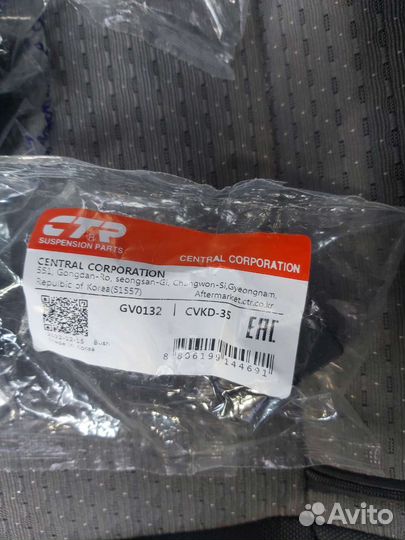 CTR
®
SUSPENSION PARTS
CENTRAL CORPORATION
CENTRAL CORPORATION
551, Gongdan-Ro, seongsan-Gu, Changwon-Si, Gyeongnam,
Republic of Korea(51557)
Aftermarket.ctr.co.kr
GV0132 | CVKD-35
EAC
Bush
Made in Korea
8 806199 144691
Avito